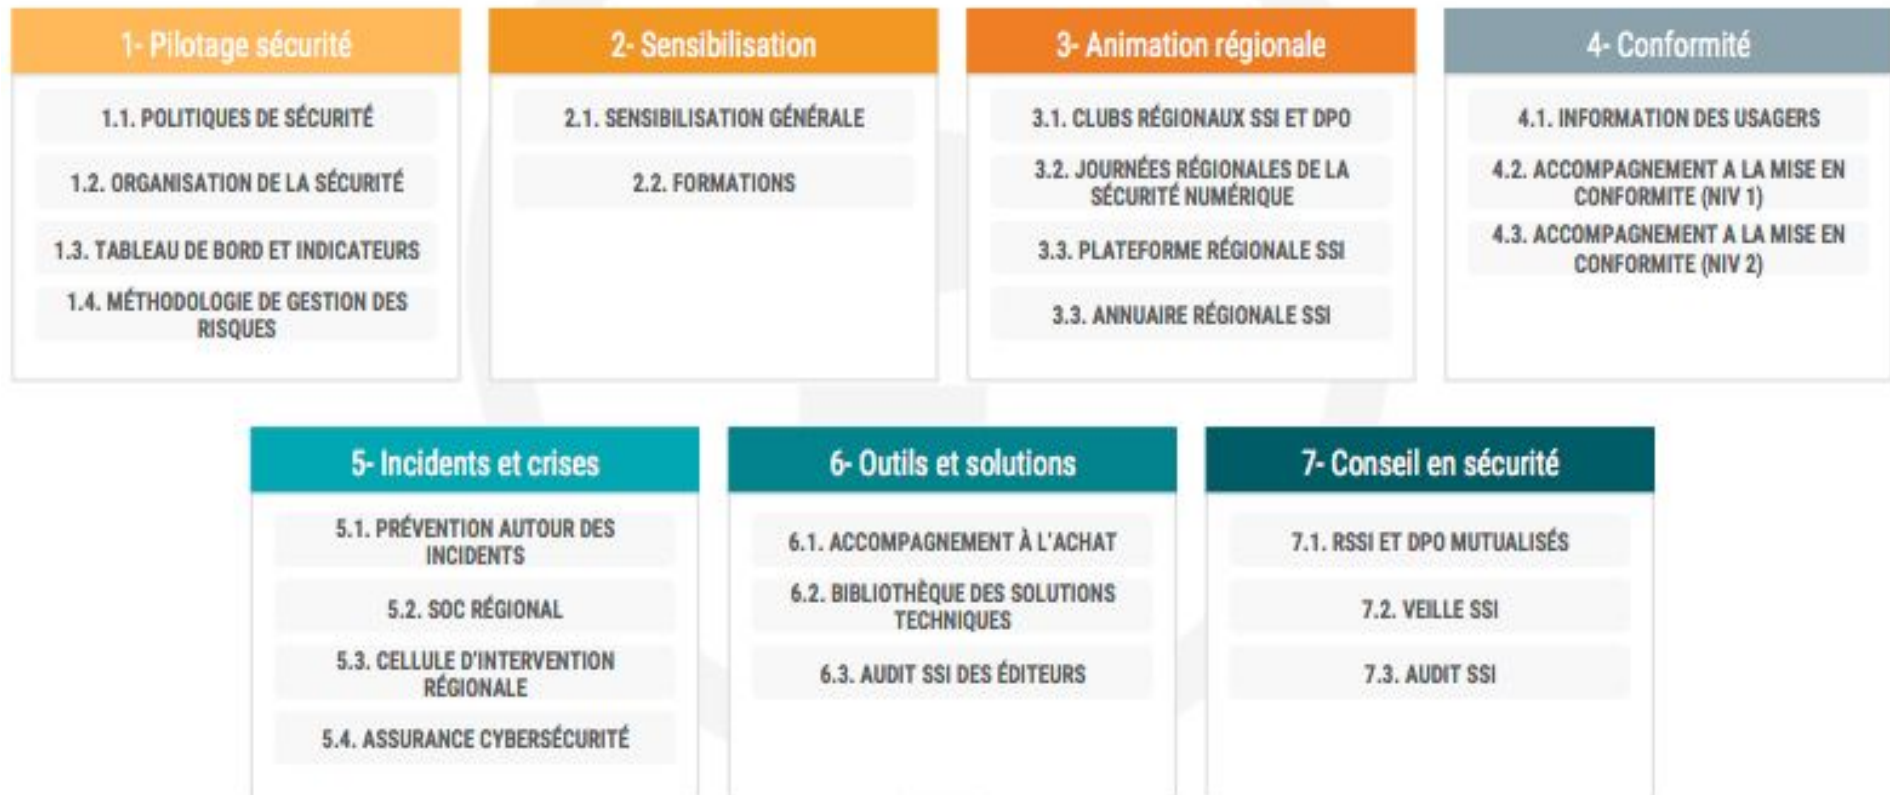 1- Pilotage sécurité
1.1. POLITIQUES DE SÉCURITÉ
1.2. ORGANISATION DE LA SÉCURITÉ
1.3. TABLEAU DE BORD ET INDICATEURS
1.4. MÉTHODOLOGIE DE GESTION DES
RISQUES
2- Sensibilisation
2.1. SENSIBILISATION GÉNÉRALE
2.2. FORMATIONS
3- Animation régionale
3.1. CLUBS RÉGIONAUX SSI ET DPO
3.2. JOURNÉES RÉGIONALES DE LA
SÉCURITÉ NUMÉRIQUE
3.3. PLATEFORME RÉGIONALE SSI
3.3. ANNUAIRE RÉGIONALE SSI
4- Conformité
4.1. INFORMATION DES USAGERS
4.2. ACCOMPAGNEMENT A LA MISE EN
CONFORMITE (NIV 1)
4.3. ACCOMPAGNEMENT A LA MISE EN
CONFORMITE (NIV 2)
5- Incidents et crises
5.1. PRÉVENTION AUTOUR DES
INCIDENTS
5.2. SOC RÉGIONAL
5.3. CELLULE D'INTERVENTION
RÉGIONALE
5.4. ASSURANCE CYBERSÉCURITÉ
6- Outils et solutions
6.1. ACCOMPAGNEMENT À L'ACHAT
6.2. BIBLIOTHÈQUE DES SOLUTIONS
TECHNIQUES
6.3. AUDIT SSI DES ÉDITEURS
7- Conseil en sécurité
7.1. RSSI ET DPO MUTUALISÉS
7.2. VEILLE SSI
7.3. AUDIT SSI